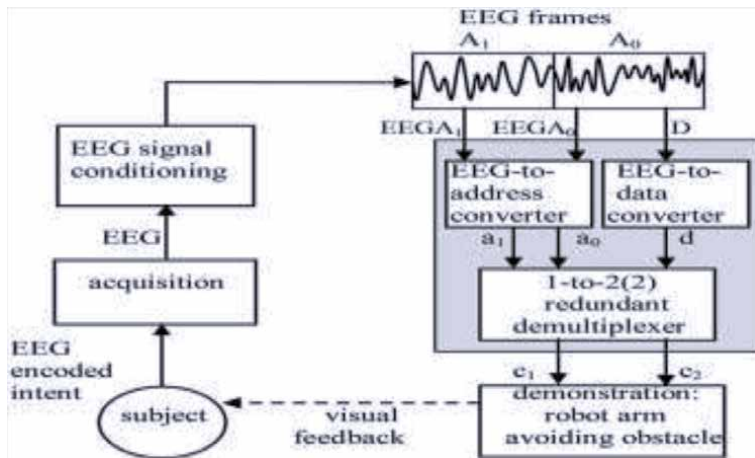 EEG frames
A₁ A₀
EEGA₁ EEGA₀ D
EEG signal
conditioning
EEG-to-
address
converter
EEG-to-
data
converter
EEG
a₁ a₀ d
acquisition
1-to-2(2)
redundant
demultiplexer
EEG
encoded
intent
c₁ c₂
subject
visual
feedback
demonstration:
robot arm
avoiding obstacle